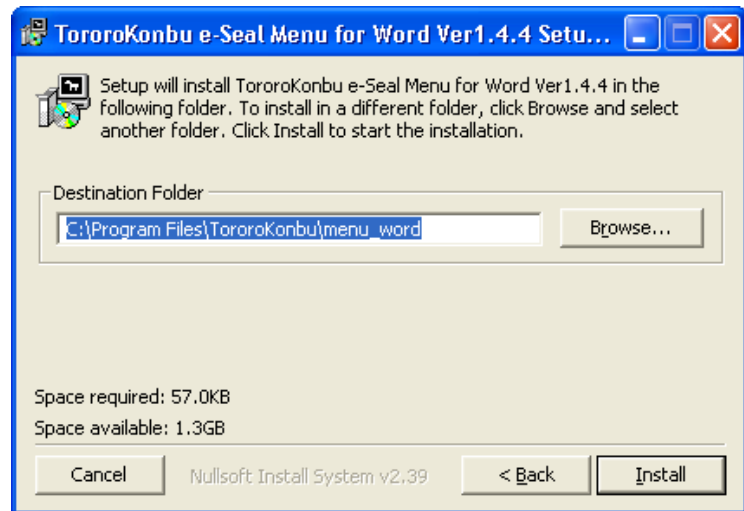 TororoKonbu e-Seal Menu for Word Ver1.4.4 Setu...
Setup will install TororoKonbu e-Seal Menu for Word Ver1.4.4 in the
following folder. To install in a different folder, click Browse and select
another folder. Click Install to start the installation.
Destination Folder
C:\Program Files\TororoKonbu\menu_word
Browse...
Space required: 57.0KB
Space available: 1.3GB
Cancel
Nullsoft Install System v2.39
< Back
Install